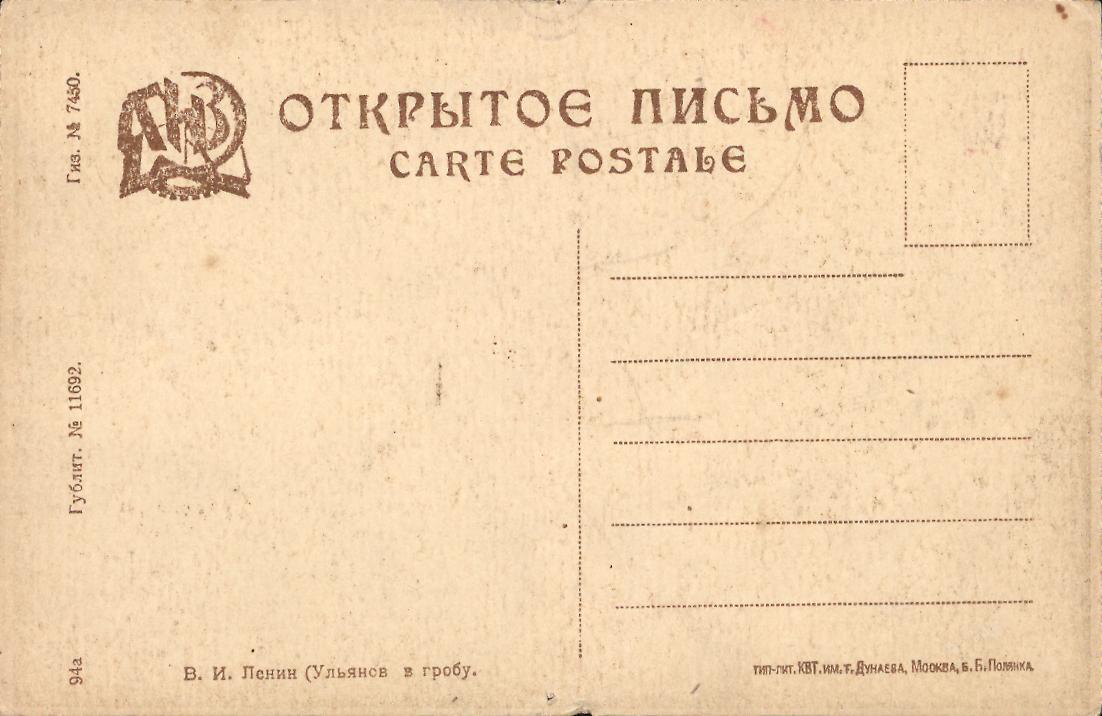 ОТКРЫТОЕ ПИСЬМО
CARTE POSTALE
Гиз. № 7450.
Гублит. № 11692.
94а
В. И. Ленин (Ульянов в гробу.
ТИП-ЛИТ. КВТ. ИМ. т. ДУНАЕВА, МОСКВА, Б. Б. ПОЛЯНКА.